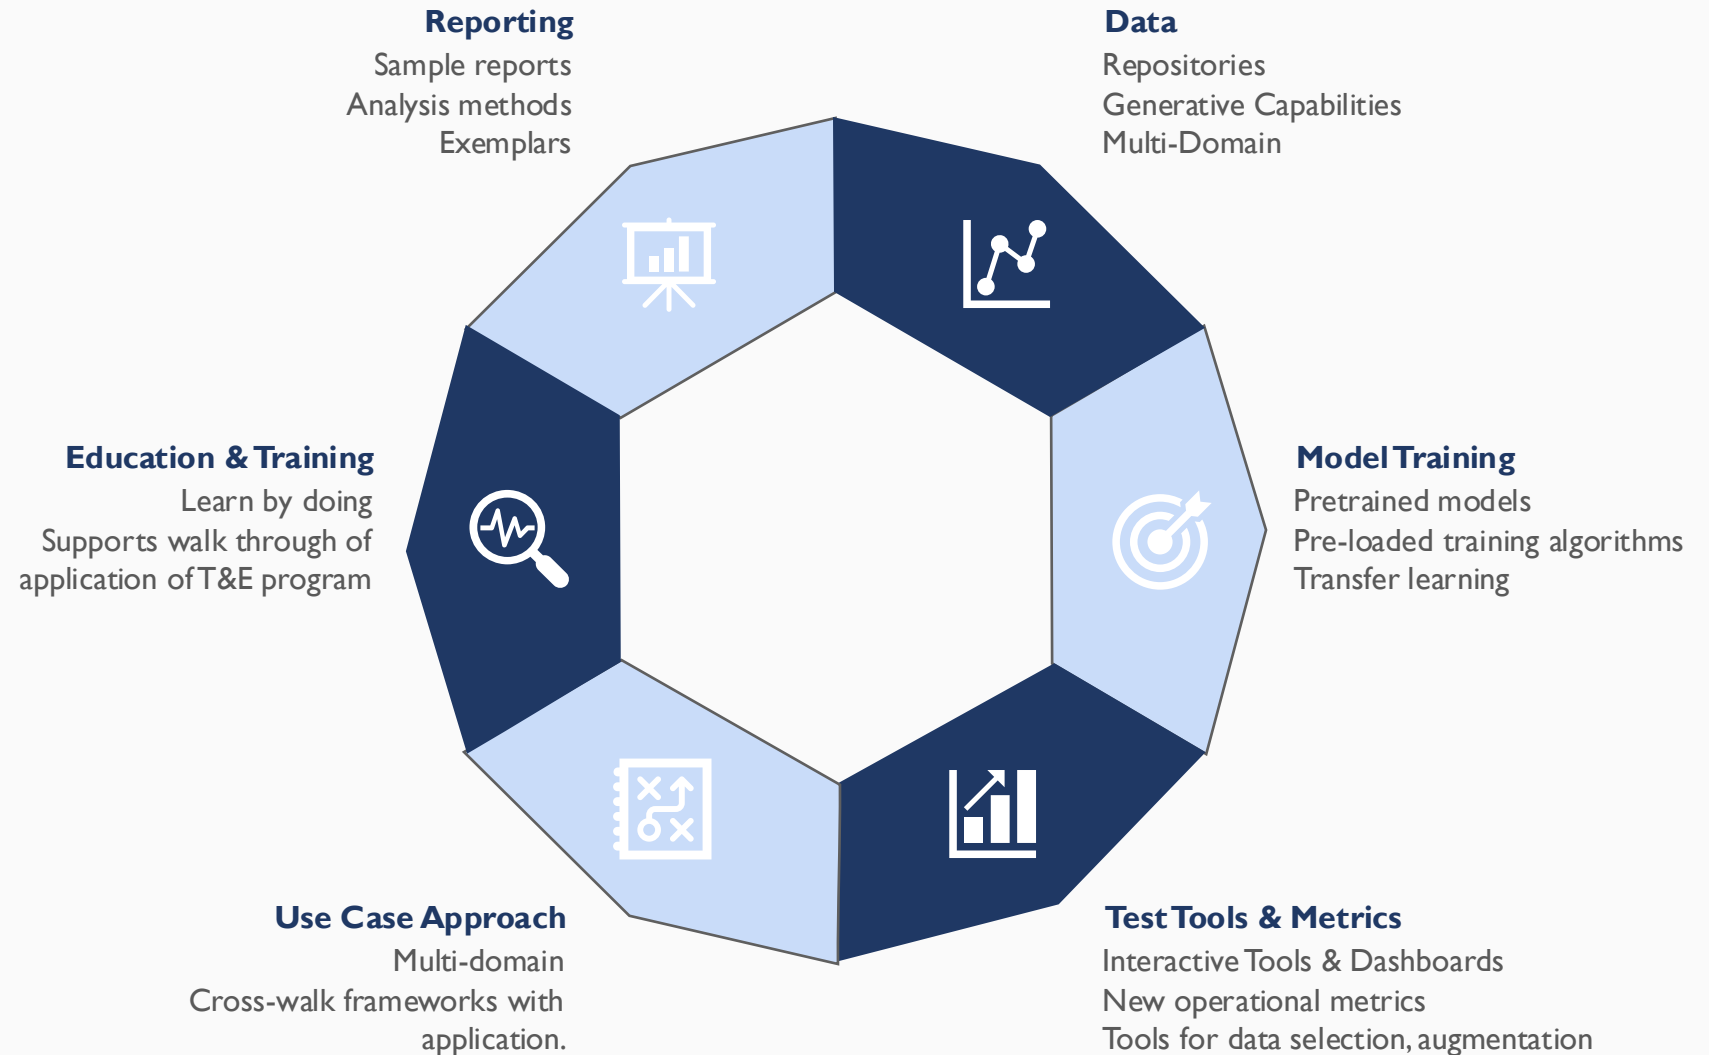 Reporting
Sample reports
Analysis methods
Exemplars
Data
Repositories
Generative Capabilities
Multi-Domain
Education & Training
Learn by doing
Supports walk through of
application of T&E program
Model Training
Pretrained models
Pre-loaded training algorithms
Transfer learning
Use Case Approach
Multi-domain
Cross-walk frameworks with
application.
Test Tools & Metrics
Interactive Tools & Dashboards
New operational metrics
Tools for data selection, augmentation